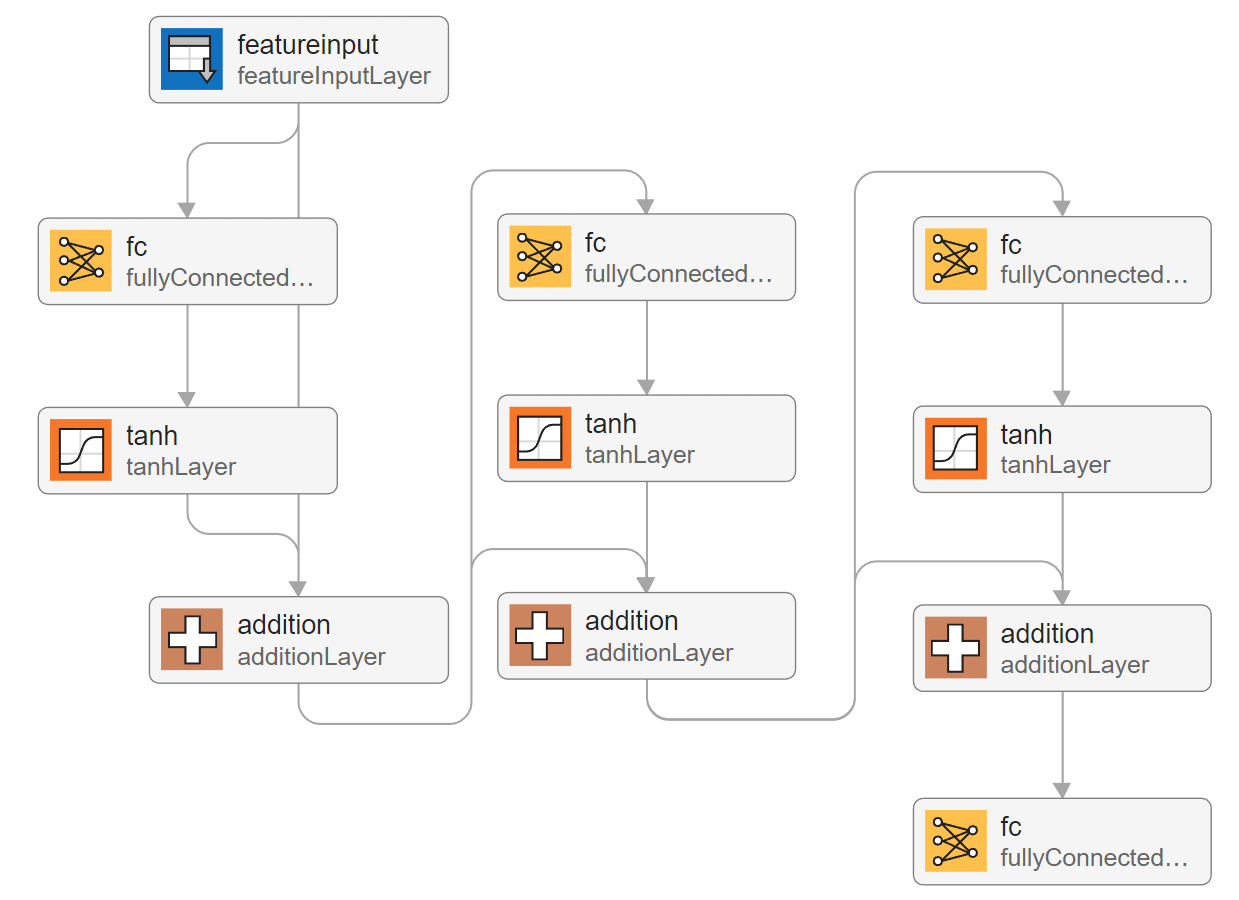 featureinput
featureInputLayer
fc
fullyConnected...
tanh
tanhLayer
addition
additionLayer
fc
fullyConnected...
tanh
tanhLayer
addition
additionLayer
fc
fullyConnected...
tanh
tanhLayer
addition
additionLayer
fc
fullyConnected...